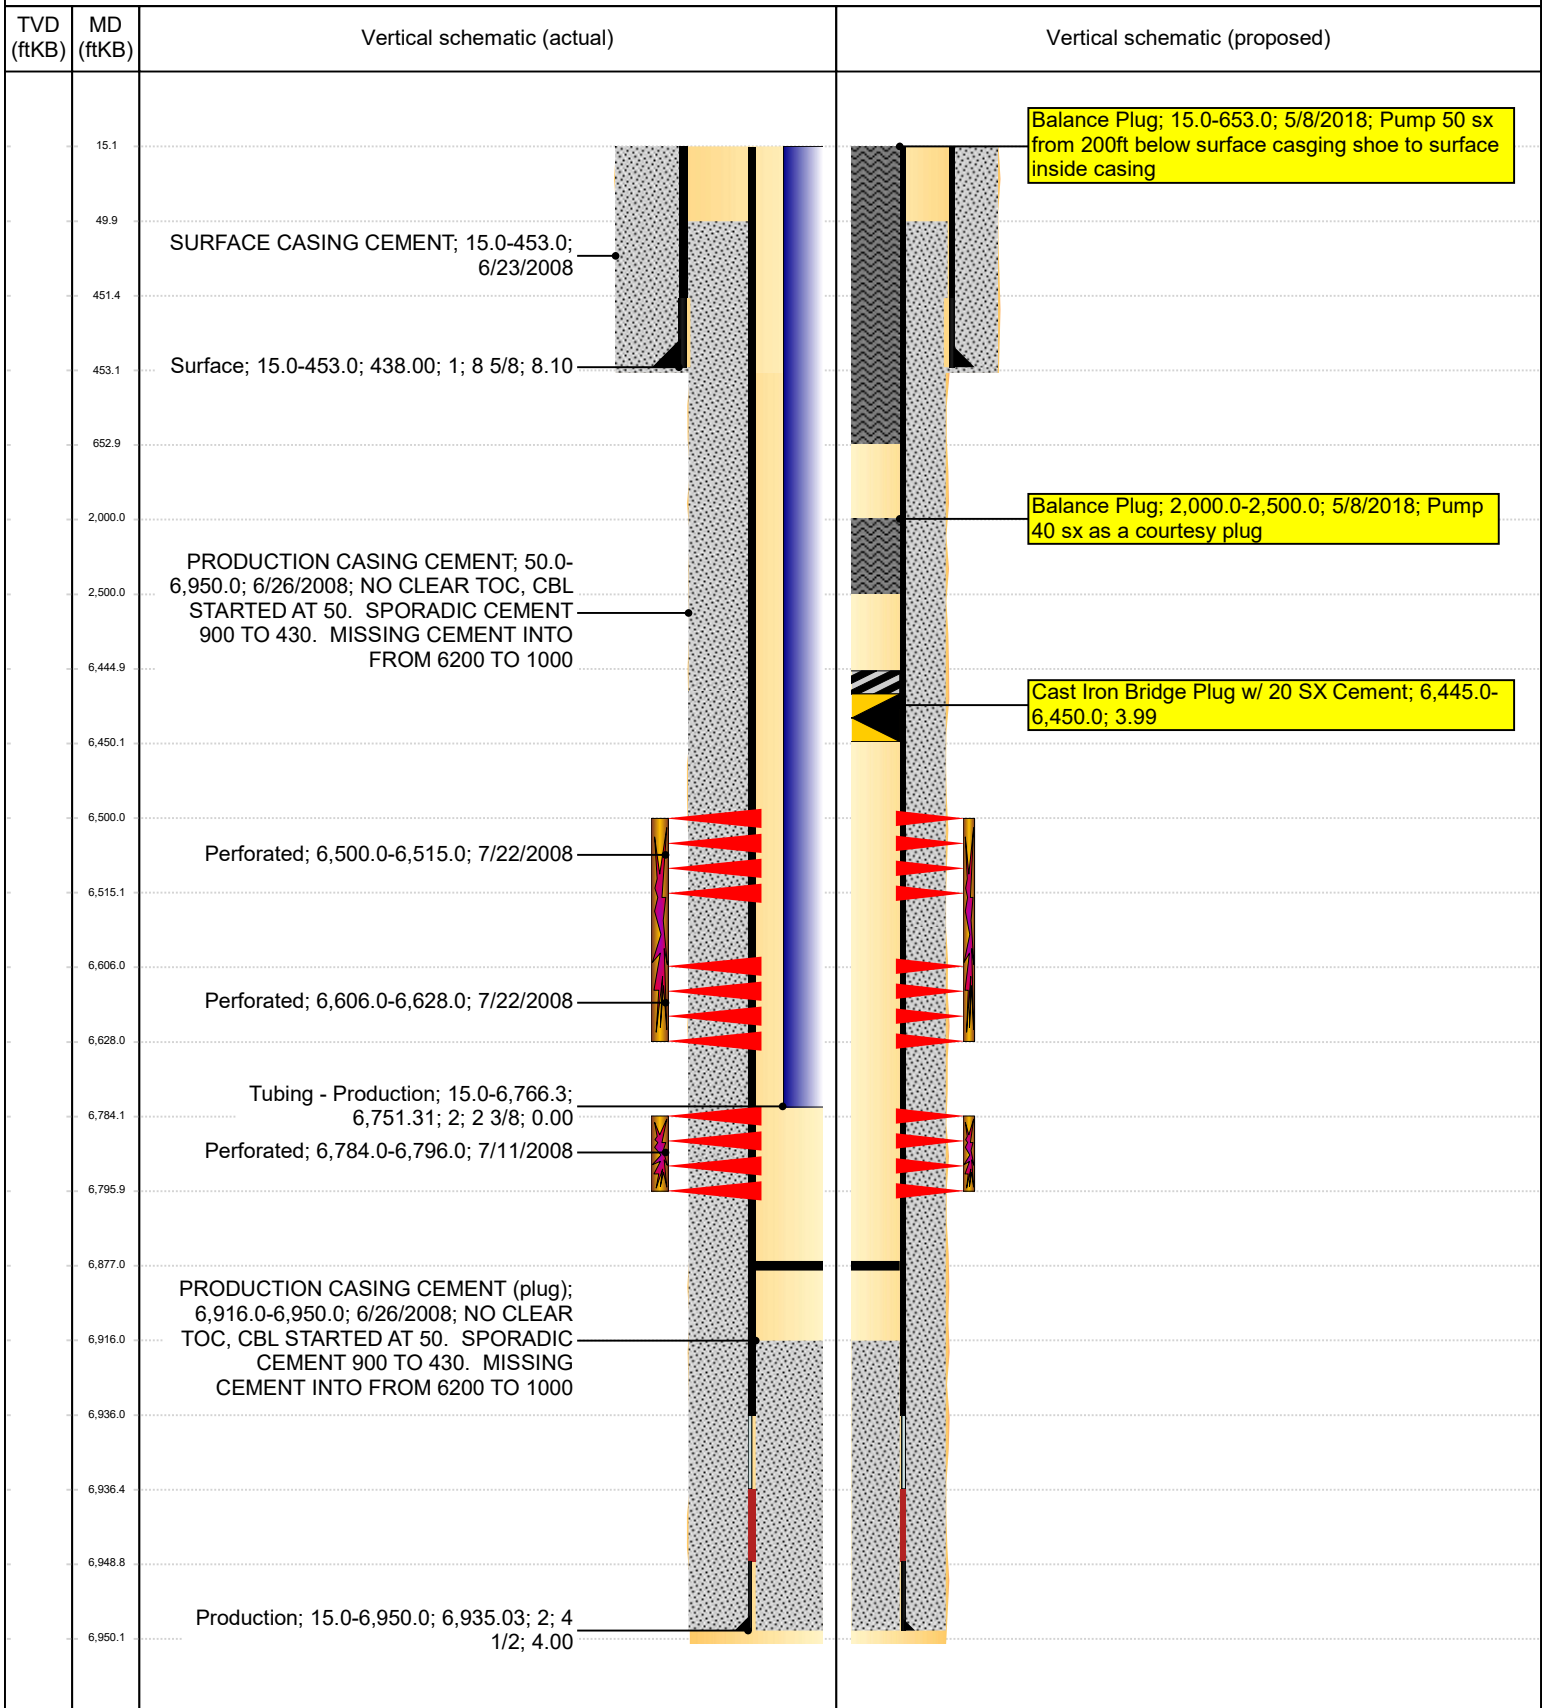 TVD
(ftKB)
MD
(ftKB)
Vertical schematic (actual)
Vertical schematic (proposed)
15.1
49.9
451.4
453.1
652.9
2,000.0
2,500.0
6,444.9
6,450.1
6,500.0
6,515.1
6,606.0
6,628.0
6,784.1
6,795.9
6,877.0
6,916.0
6,936.0
6,936.4
6,948.8
6,950.1
SURFACE CASING CEMENT; 15.0-453.0;
6/23/2008
Surface; 15.0-453.0; 438.00; 1; 8 5/8; 8.10
PRODUCTION CASING CEMENT; 50.0-
6,950.0; 6/26/2008; NO CLEAR TOC, CBL
STARTED AT 50.  SPORADIC CEMENT
900 TO 430.  MISSING CEMENT INTO
FROM 6200 TO 1000
Perforated; 6,500.0-6,515.0; 7/22/2008
Perforated; 6,606.0-6,628.0; 7/22/2008
Tubing - Production; 15.0-6,766.3;
6,751.31; 2; 2 3/8; 0.00
Perforated; 6,784.0-6,796.0; 7/11/2008
PRODUCTION CASING CEMENT (plug);
6,916.0-6,950.0; 6/26/2008; NO CLEAR
TOC, CBL STARTED AT 50.  SPORADIC
CEMENT 900 TO 430.  MISSING
CEMENT INTO FROM 6200 TO 1000
Production; 15.0-6,950.0; 6,935.03; 2; 4
1/2; 4.00
Balance Plug; 15.0-653.0; 5/8/2018; Pump 50 sx
from 200ft below surface casging shoe to surface
inside casing
Balance Plug; 2,000.0-2,500.0; 5/8/2018; Pump
40 sx as a courtesy plug
Cast Iron Bridge Plug w/ 20 SX Cement; 6,445.0-
6,450.0; 3.99